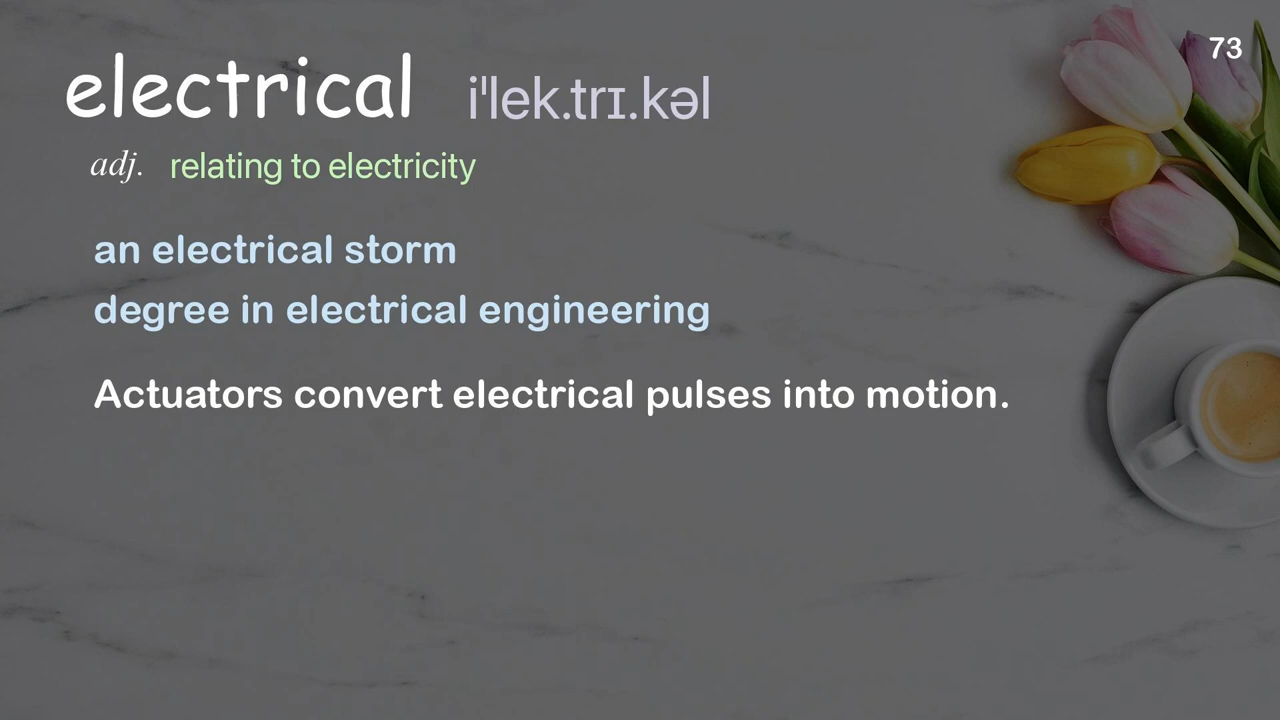 73
electrical iˈlek.trɪ.kəl
adj. relating to electricity
an electrical storm
degree in electrical engineering
Actuators convert electrical pulses into motion.